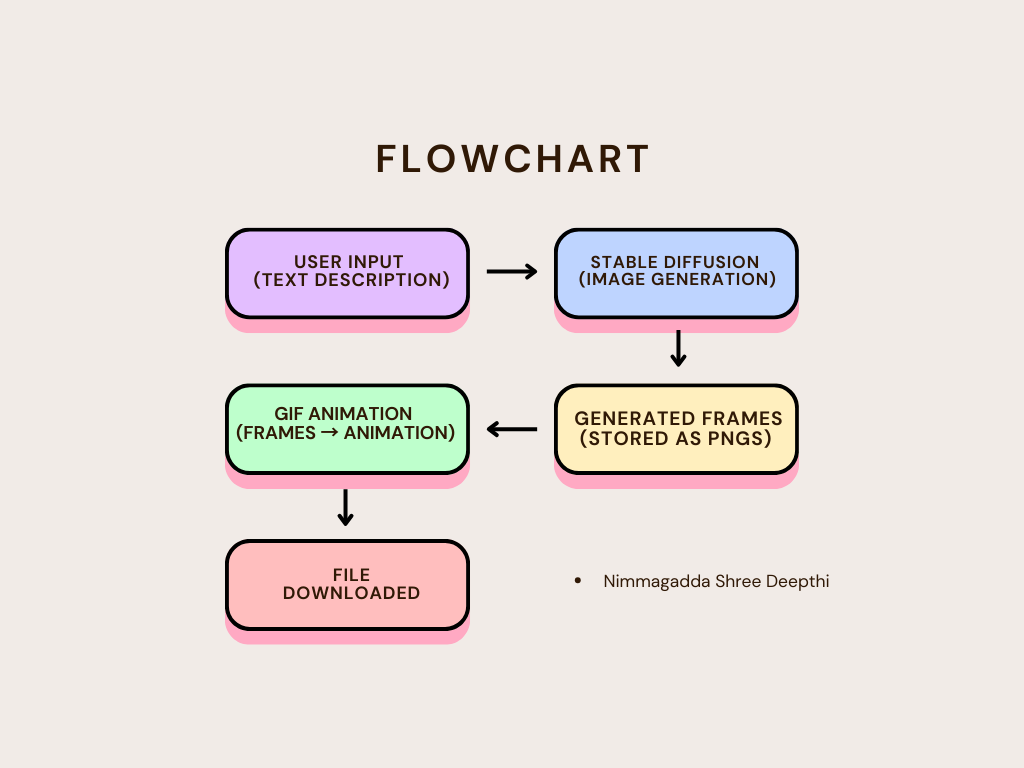 FLOWCHART
USER INPUT
(TEXT DESCRIPTION)
STABLE DIFFUSION
(IMAGE GENERATION)
GENERATED FRAMES
(STORED AS PNGS)
GIF ANIMATION
(FRAMES → ANIMATION)
FILE
DOWNLOADED
• Nimmagadda Shree Deepthi